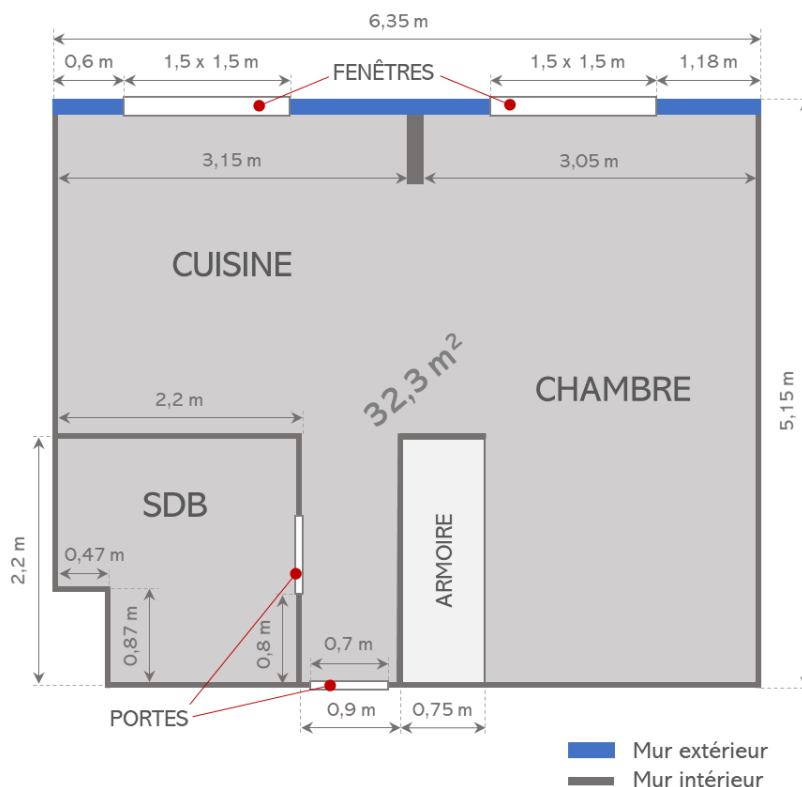 6,35 m
0,6 m
1,5 x 1,5 m
FENÊTRES
1,5 x 1,5 m
1,18 m
3,15 m
3,05 m
CUISINE
32,3 m²
CHAMBRE
5,15 m
2,2 m
SDB
2,2 m
0,47 m
0,87 m
0,8 m
ARMOIRE
0,7 m
PORTES
0,9 m
0,75 m
Mur extérieur
Mur intérieur